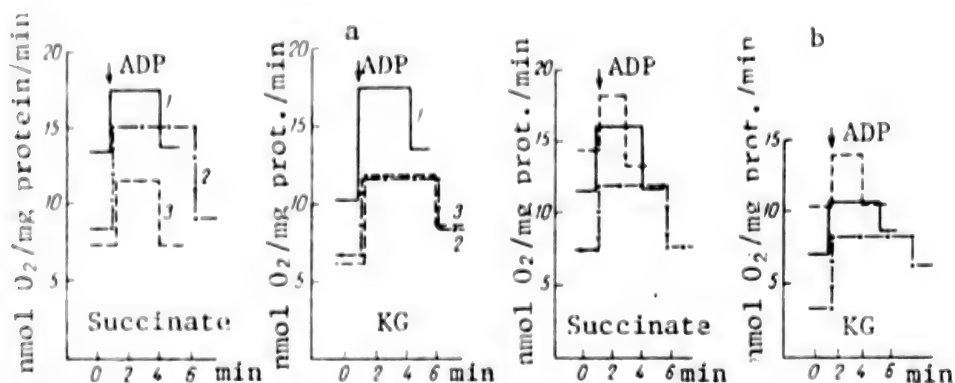 a
b
nmol O₂/mg protein/min
20
15
10
5
ADP
1
2
3
Succinate
0 2 4 6 min
nmol O₂/mg prot./min
20
15
10
5
ADP
1
3
2
KG
0 2 4 6 min
nmol O₂/mg prot./min
20
15
10
5
ADP
Succinate
0 2 4 6 min
nmol O₂/mg prot./min
15
10
5
ADP
KG
0 2 4 6 min